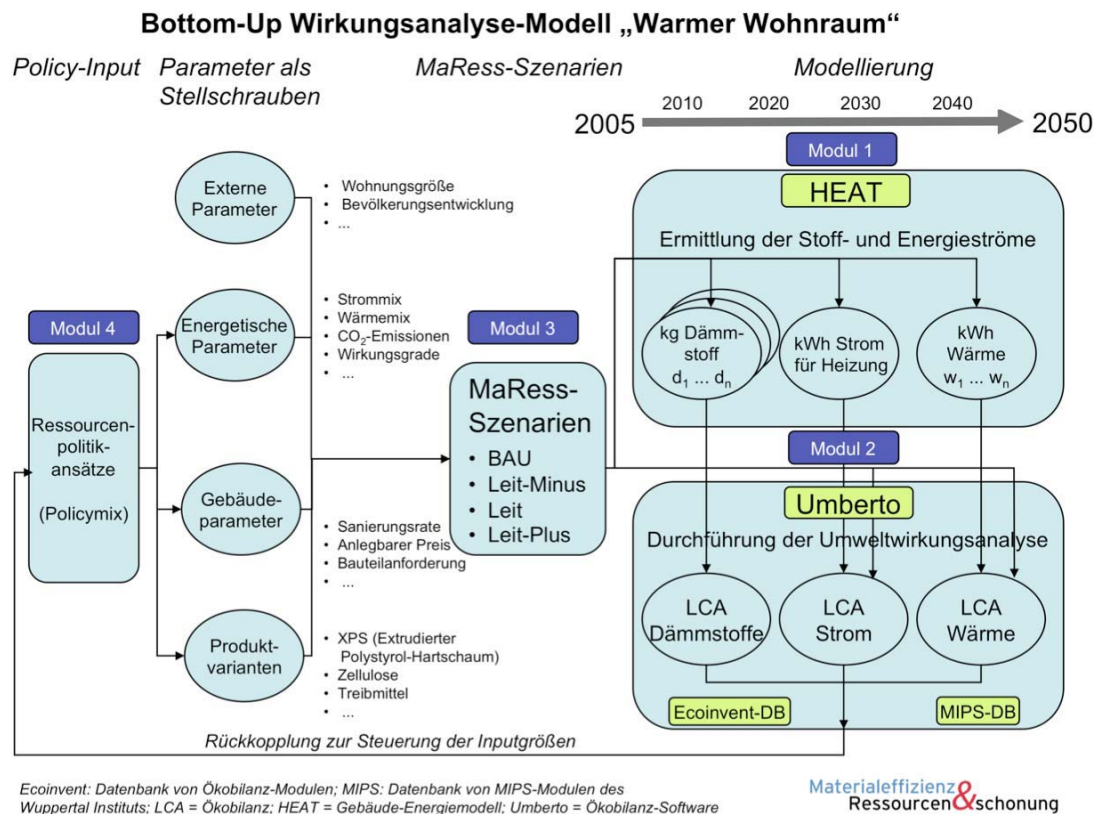 Bottom-Up Wirkungsanalyse-Modell „Warmer Wohnraum“
Policy-Input
Parameter als
Stellschrauben
MaRess-Szenarien
Modellierung
2005
2010
2020
2030
2040
2050
Modul 4
Ressourcen-
politik-
ansätze
(Policymix)
Externe
Parameter
• Wohnungsgröße
• Bevölkerungsentwicklung
• ...
Energetische
Parameter
• Strommix
• Wärmemix
• CO₂-Emissionen
• Wirkungsgrade
• ...
Gebäude-
parameter
• Sanierungsrate
• Anlegbarer Preis
• Bauteilanforderung
• ...
Produkt-
varianten
• XPS (Extrudierter
Polystyrol-Hartschaum)
• Zellulose
• Treibmittel
• ...
Modul 3
MaRess-
Szenarien
• BAU
• Leit-Minus
• Leit
• Leit-Plus
Modul 1
HEAT
Ermittlung der Stoff- und Energieströme
kg Dämm-
stoff
d₁ ... dₙ
kWh Strom
für Heizung
kWh
Wärme
w₁ ... wₙ
Modul 2
Umberto
Durchführung der Umweltwirkungsanalyse
LCA
Dämmstoffe
LCA
Strom
LCA
Wärme
Ecoinvent-DB
MIPS-DB
Rückkopplung zur Steuerung der Inputgrößen
Ecoinvent: Datenbank von Ökobilanz-Modulen; MIPS: Datenbank von MIPS-Modulen des
Wuppertal Instituts; LCA = Ökobilanz; HEAT = Gebäude-Energiemodell; Umberto = Ökobilanz-Software
Materialeffizienz &
Ressourcenschonung